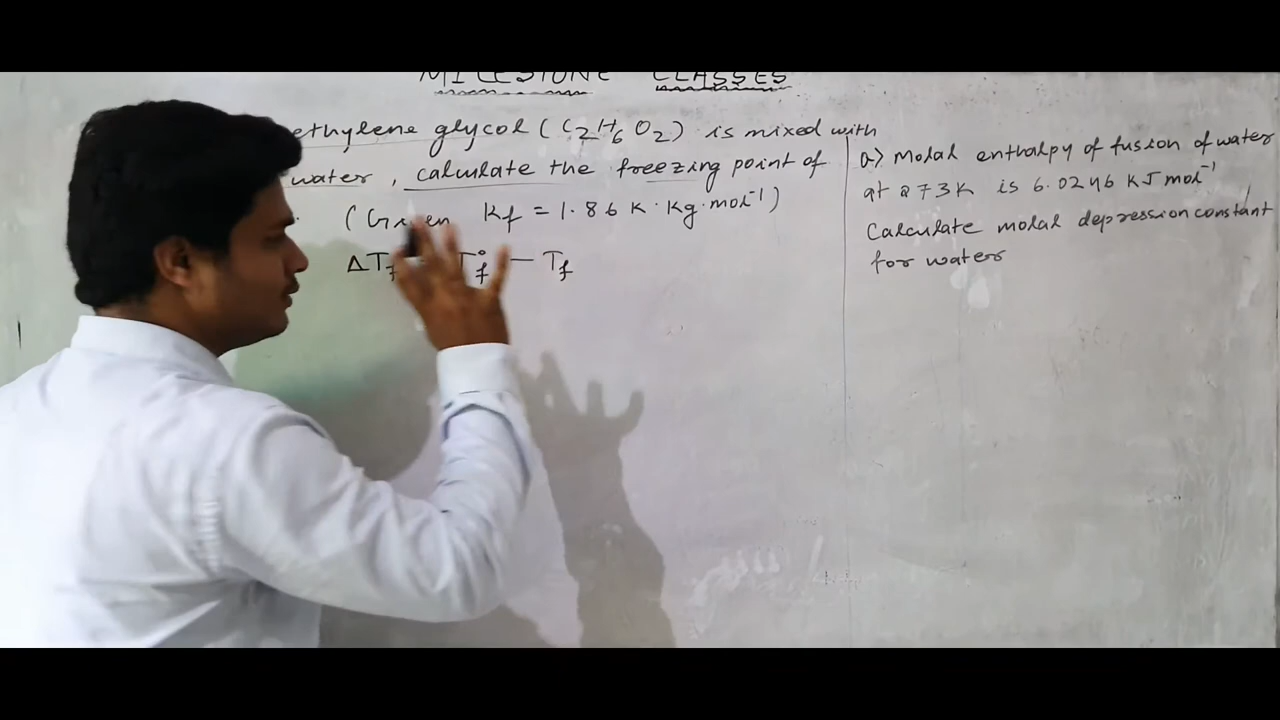 MILESTONE CLASSES
ethylene glycol (C2H6O2) is mixed with
water, calculate the freezing point of
(Given Kf = 1.86 K·Kg·mol⁻¹)
ΔTf Tf° — Tf
a) Molal enthalpy of fusion of water
at 273K is 6.0246 KJ mol⁻¹
Calculate molal depression constant
for water